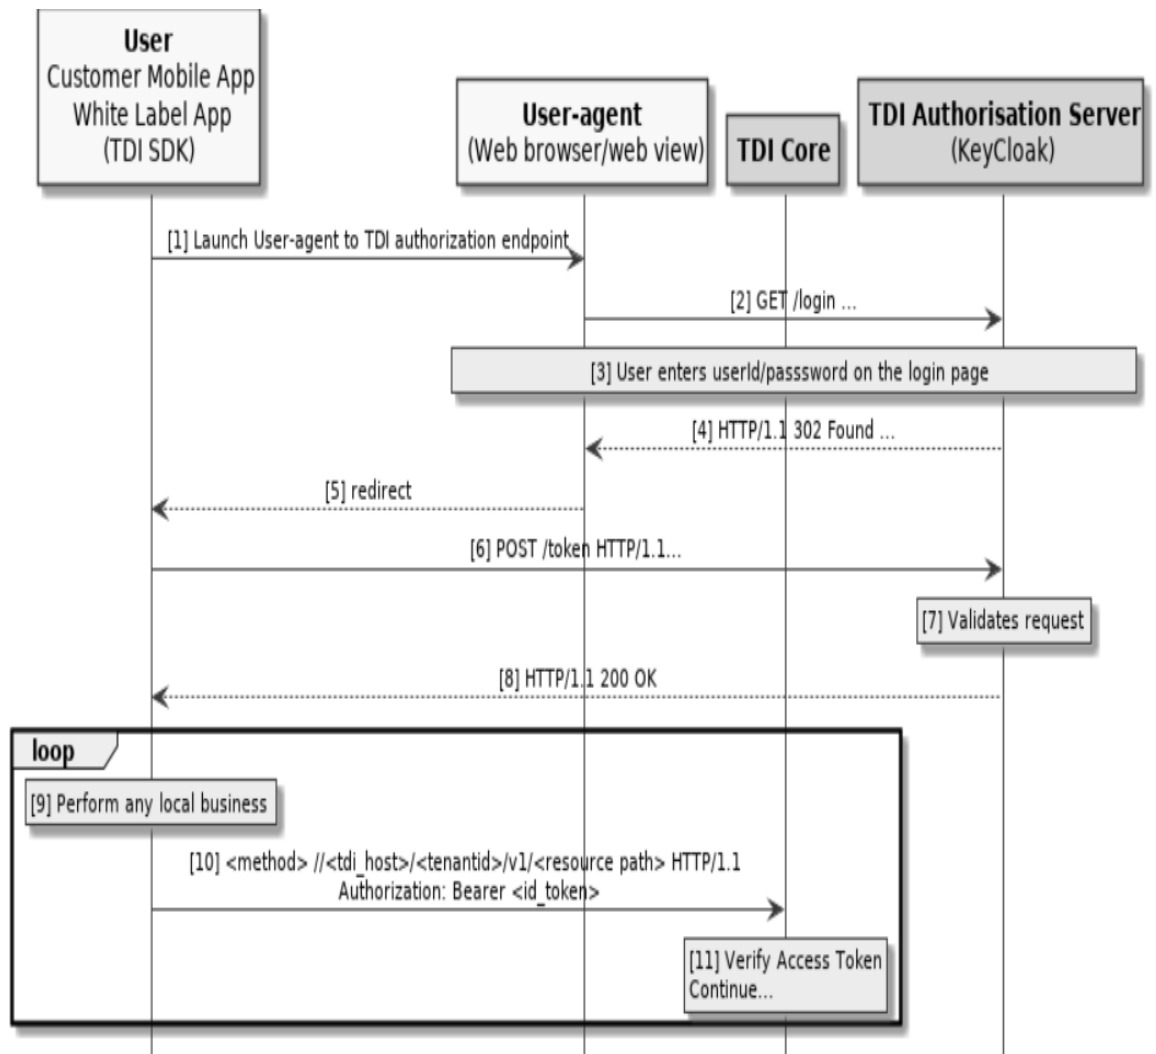 User
Customer Mobile App
White Label App
(TDI SDK)
User-agent
(Web browser/web view)
TDI Core
TDI Authorisation Server
(KeyCloak)
[1] Launch User-agent to TDI authorization endpoint
[2] GET /login ...
[3] User enters userId/passsword on the login page
[4] HTTP/1.1 302 Found ...
[5] redirect
[6] POST /token HTTP/1.1...
[7] Validates request
[8] HTTP/1.1 200 OK
loop
[9] Perform any local business
[10] <method> //<tdi_host>/<tenantid>/v1/<resource path> HTTP/1.1
Authorization: Bearer <id_token>
[11] Verify Access Token
Continue...